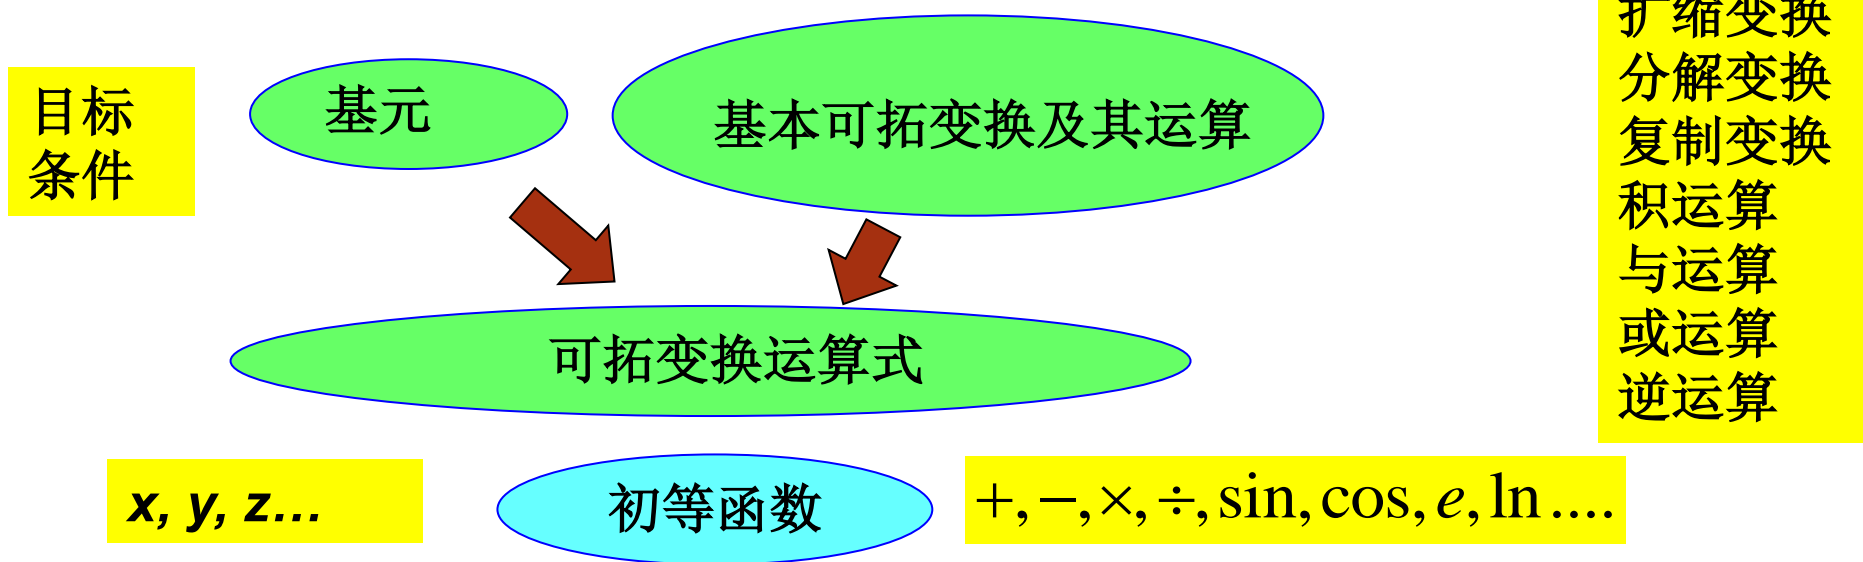 扩缩变换
分解变换
复制变换
积运算
与运算
或运算
逆运算
目标
条件
基元
基本可拓变换及其运算
可拓变换运算式
x, y, z…
初等函数
+,−,×,÷,sin,cos,e,ln....